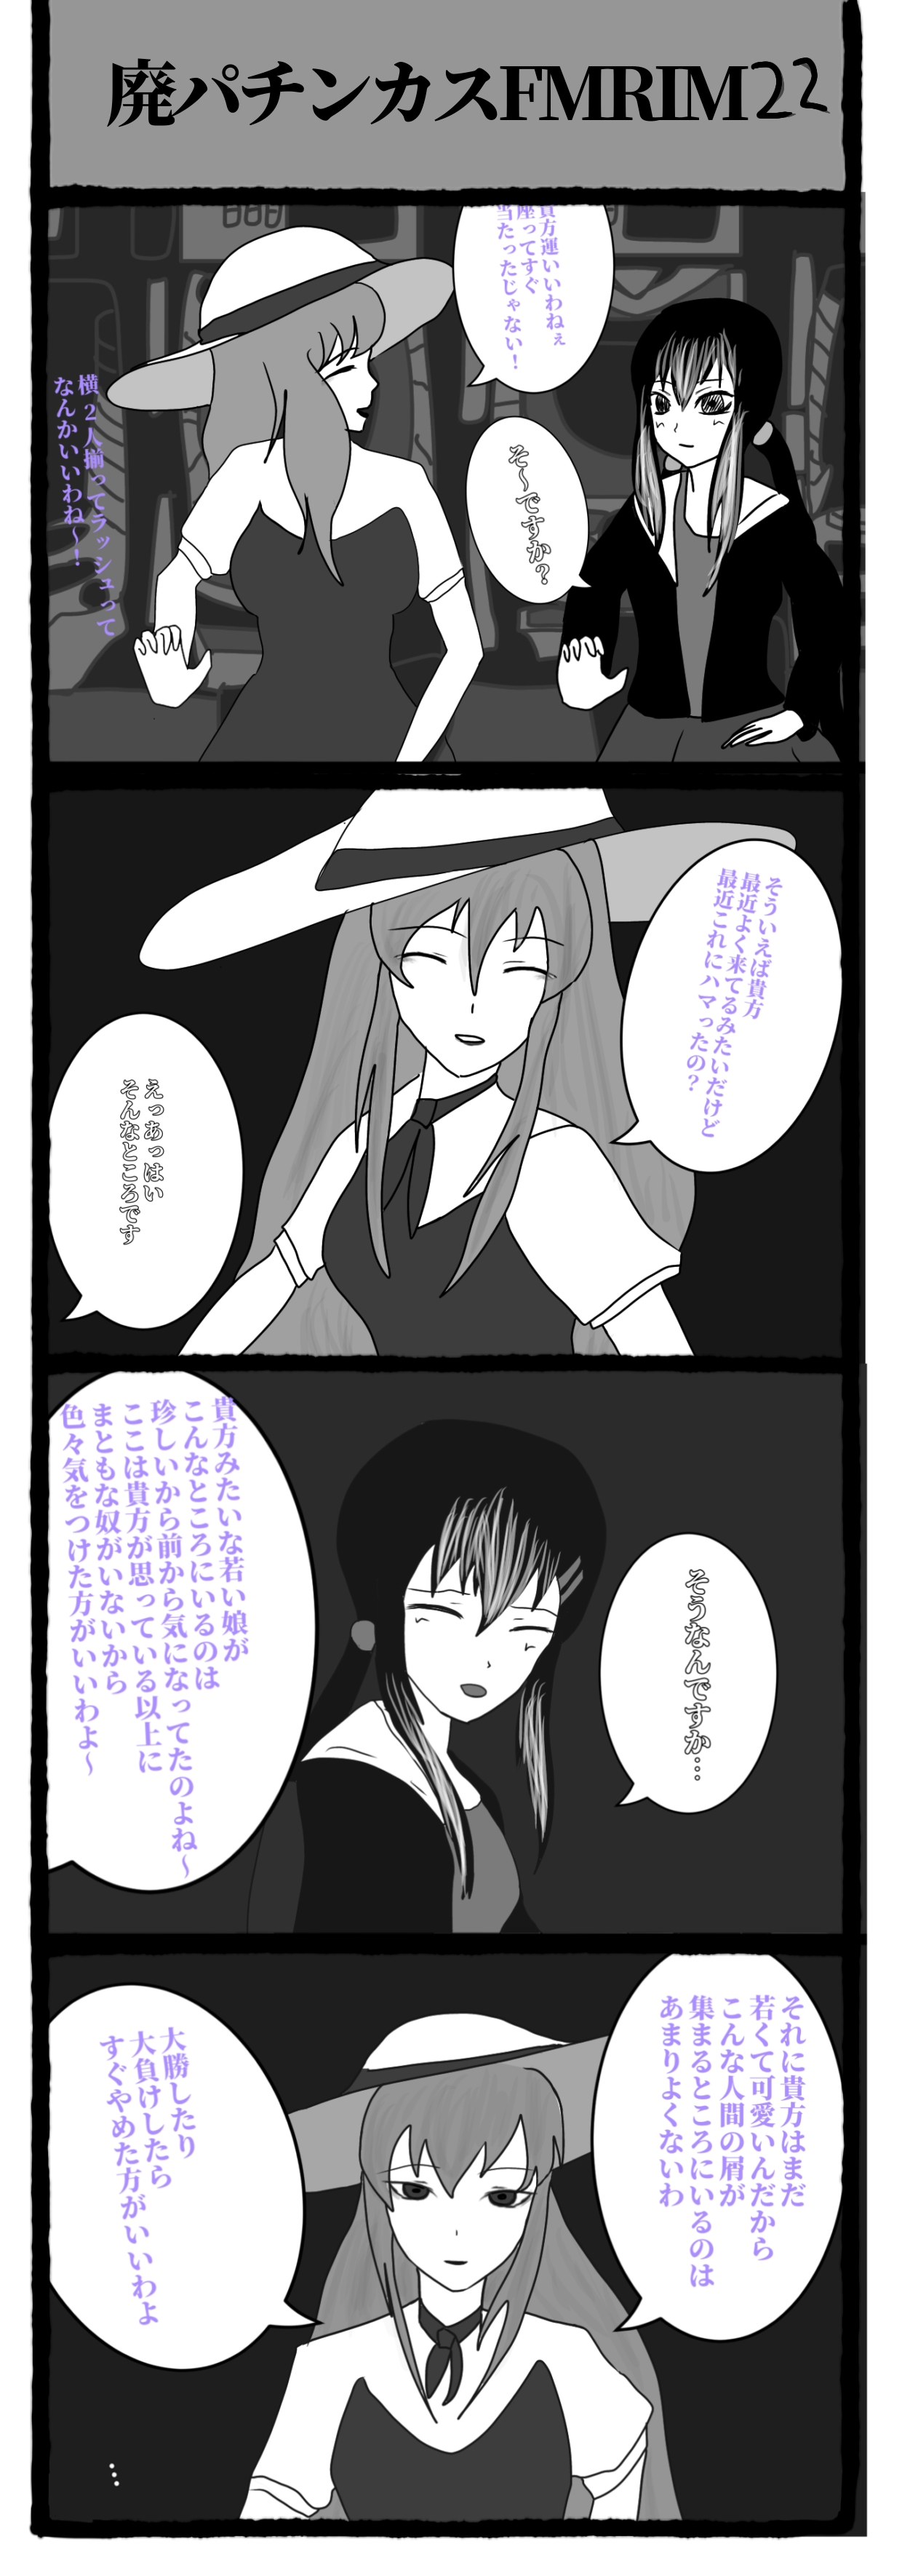 廃パチンカスFMRIM22
貴方運いいわねぇ
座ってすぐ
当たったじゃない!
そ～ですか?
横2人揃ってラッシュって
なんかいいわね～!
そういえば貴方
最近よく来てるみたいだけど
最近これにハマったの?
えっあっはい
そんなところです
そうなんですか…
貴方みたいな若い娘が
こんなところにいるのは
珍しいから前から気になってたのよね～
ここは貴方が思っている以上に
まともな奴がいないから
色々気をつけた方がいいわよ～
それに貴方はまだ
若くて可愛いんだから
こんな人間の屑が
集まるところにいるのは
あまりよくないわ
大勝したり
大負けしたら
すぐやめた方がいいわよ
…